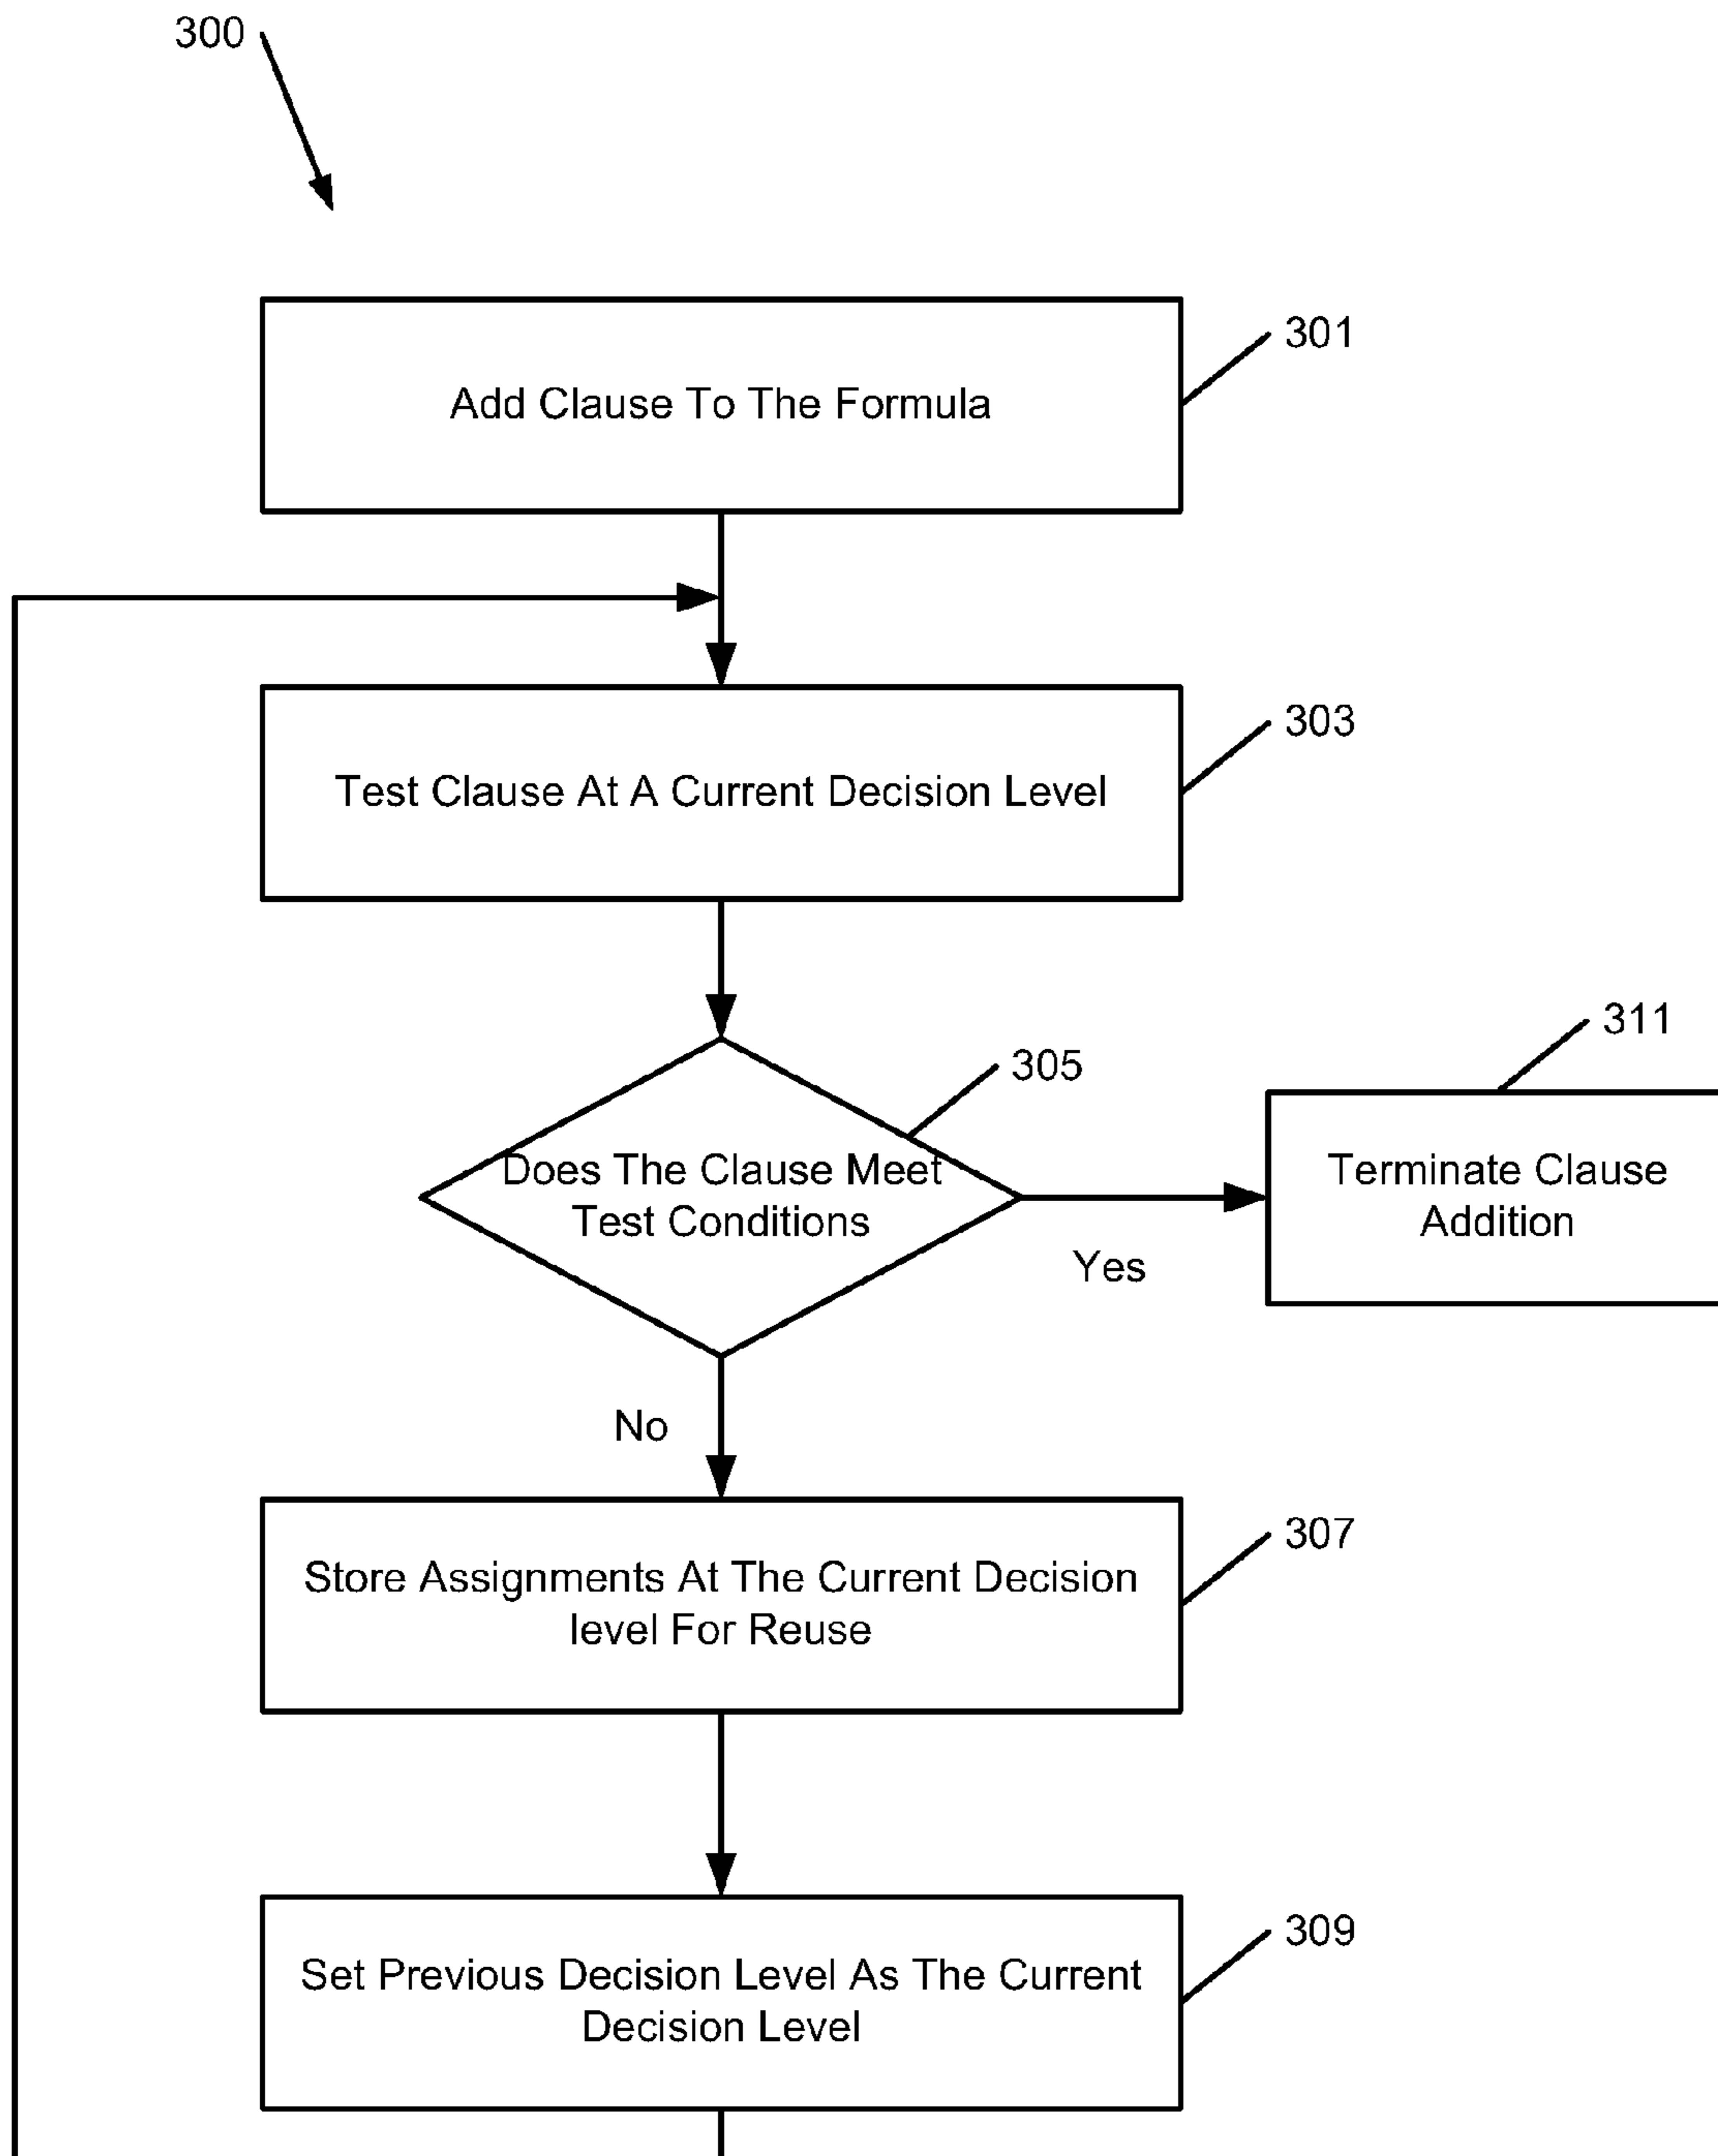 300
301
Add Clause To The Formula
303
Test Clause At A Current Decision Level
311
305
Does The Clause Meet
Test Conditions
Terminate Clause
Addition
Yes
No
307
Store Assignments At The Current Decision
level For Reuse
309
Set Previous Decision Level As The Current
Decision Level